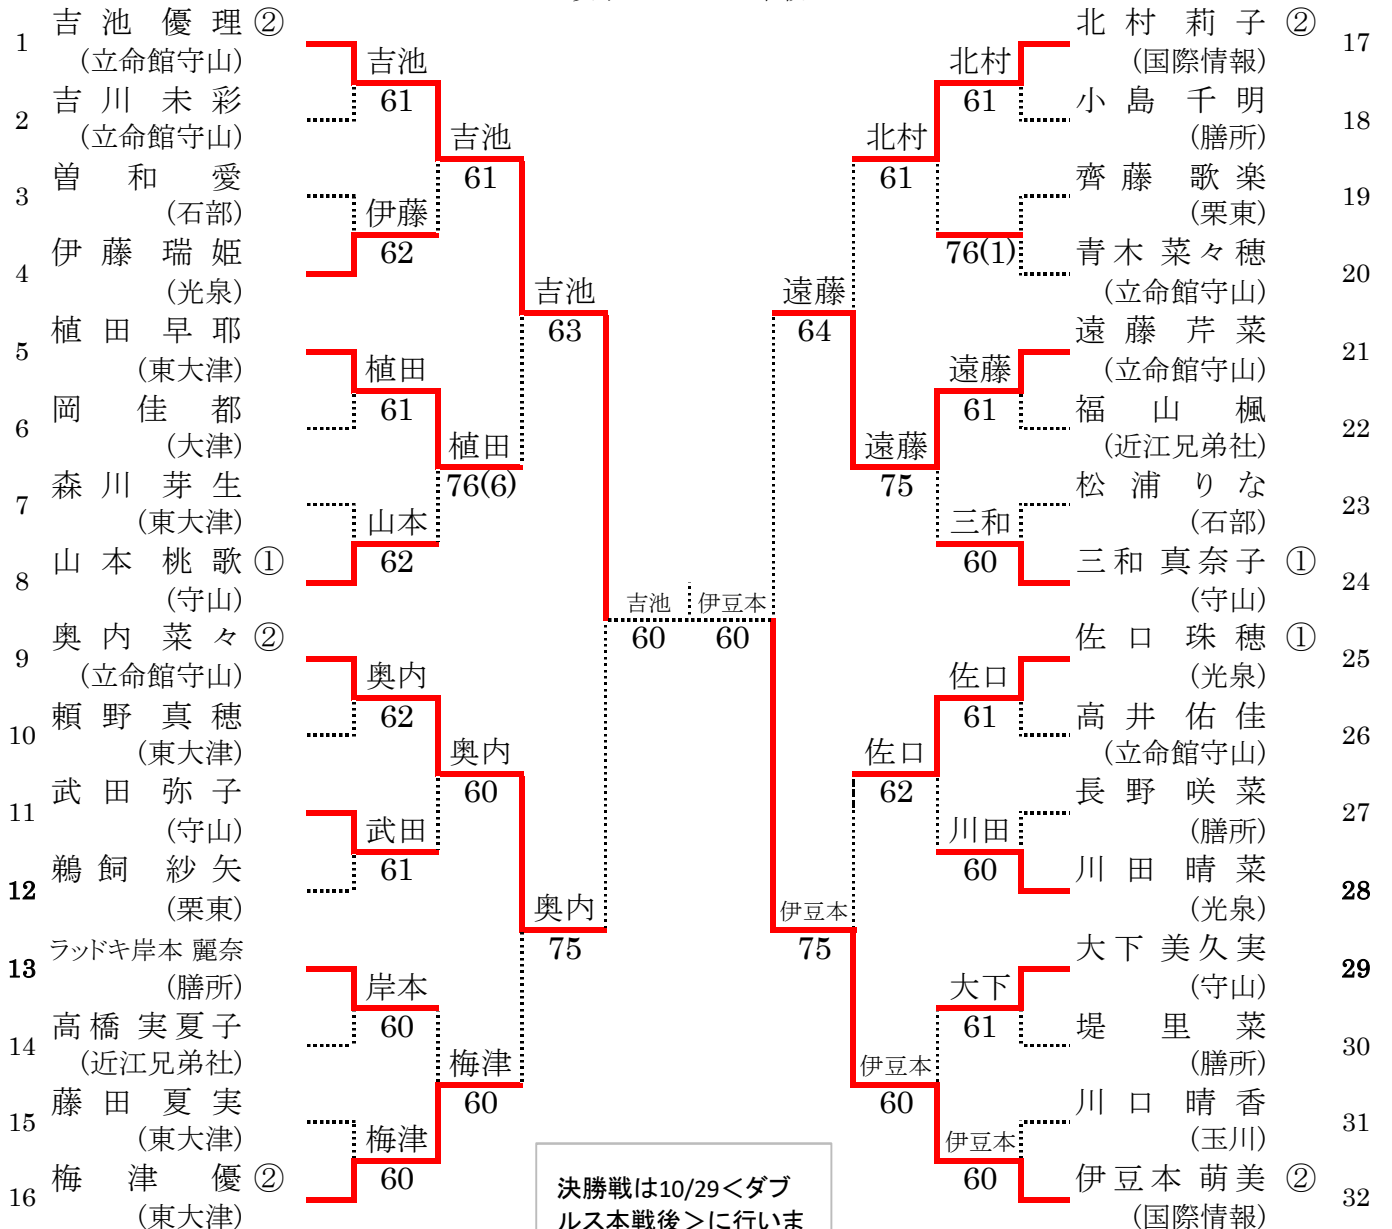 1 吉池 優理 ②
(立命館守山)
2 吉川 未彩
(立命館守山)
3 曽和 愛
(石部)
4 伊藤 瑞姫
(光泉)
5 植田 早耶
(東大津)
6 岡 佳都
(大津)
7 森川 芽生
(東大津)
8 山本 桃歌 ①
(守山)
9 奥内 菜々 ②
(立命館守山)
10 頼野 真穂
(東大津)
11 武田 弥子
(守山)
12 鵜飼 紗矢
(栗東)
13 ラッドキ岸本 麗奈
(膳所)
14 高橋 実夏子
(近江兄弟社)
15 藤田 夏実
(東大津)
16 梅津 優 ②
(東大津)
吉池
61
伊藤
62
植田
61
山本
62
奥内
62
武田
61
岸本
60
梅津
60
吉池
61
植田
76(6)
奥内
60
梅津
60
吉池
63
奥内
75
吉池
60
伊豆本
60
遠藤
64
伊豆本
75
北村
61
遠藤
75
佐口
62
伊豆本
60
北村
61
76(1)
遠藤
61
三和
60
佐口
61
川田
60
大下
61
伊豆本
60
北村 莉子 ② 17
(国際情報)
小島 千明 18
(膳所)
齊藤 歌楽 19
(栗東)
青木 菜々穂 20
(立命館守山)
遠藤 芹菜 21
(立命館守山)
福山 楓 22
(近江兄弟社)
松浦 りな 23
(石部)
三和 真奈子 ① 24
(守山)
佐口 珠穂 ① 25
(光泉)
高井 佑佳 26
(立命館守山)
長野 咲菜 27
(膳所)
川田 晴菜 28
(光泉)
大下 美久実 29
(守山)
堤 里菜 30
(膳所)
川口 晴香 31
(玉川)
伊豆本 萌美 ② 32
(国際情報)
決勝戦は10/29＜ダブ
ルス本戦後＞に行いま